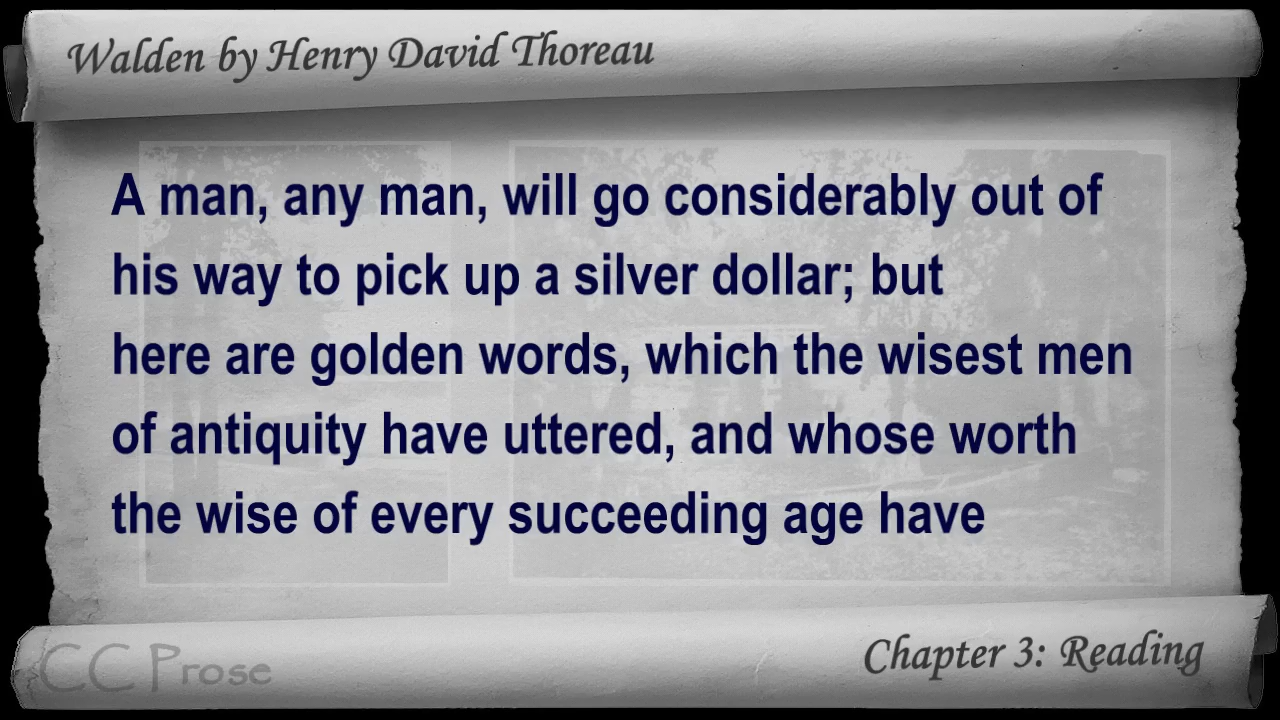 Walden by Henry David Thoreau
A man, any man, will go considerably out of
his way to pick up a silver dollar; but
here are golden words, which the wisest men
of antiquity have uttered, and whose worth
the wise of every succeeding age have
CC Prose
Chapter 3: Reading